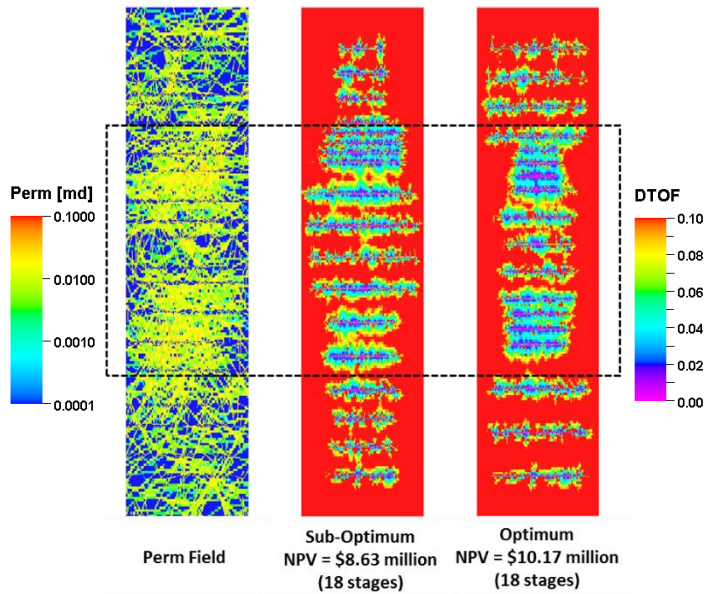 Perm [md]
0.1000
0.0100
0.0010
0.0001
DTOF
0.10
0.08
0.06
0.04
0.02
0.00
Perm Field
Sub-Optimum
NPV = $8.63 million
(18 stages)
Optimum
NPV = $10.17 million
(18 stages)